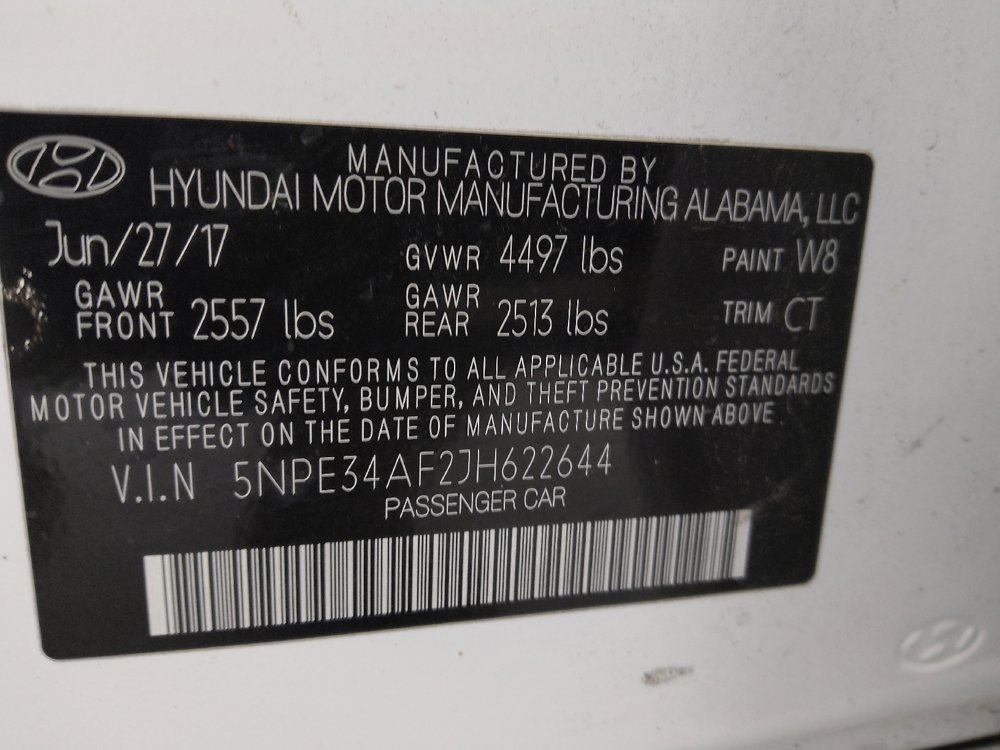 MANUFACTURED BY
HYUNDAI MOTOR MANUFACTURING ALABAMA, LLC
Jun/27/17 GVWR 4497 lbs PAINT W8
GAWR FRONT 2557 lbs GAWR REAR 2513 lbs TRIM CT
THIS VEHICLE CONFORMS TO ALL APPLICABLE U.S.A. FEDERAL
MOTOR VEHICLE SAFETY, BUMPER, AND THEFT PREVENTION STANDARDS
IN EFFECT ON THE DATE OF MANUFACTURE SHOWN ABOVE
V.I.N 5NPE34AF2JH622644
PASSENGER CAR